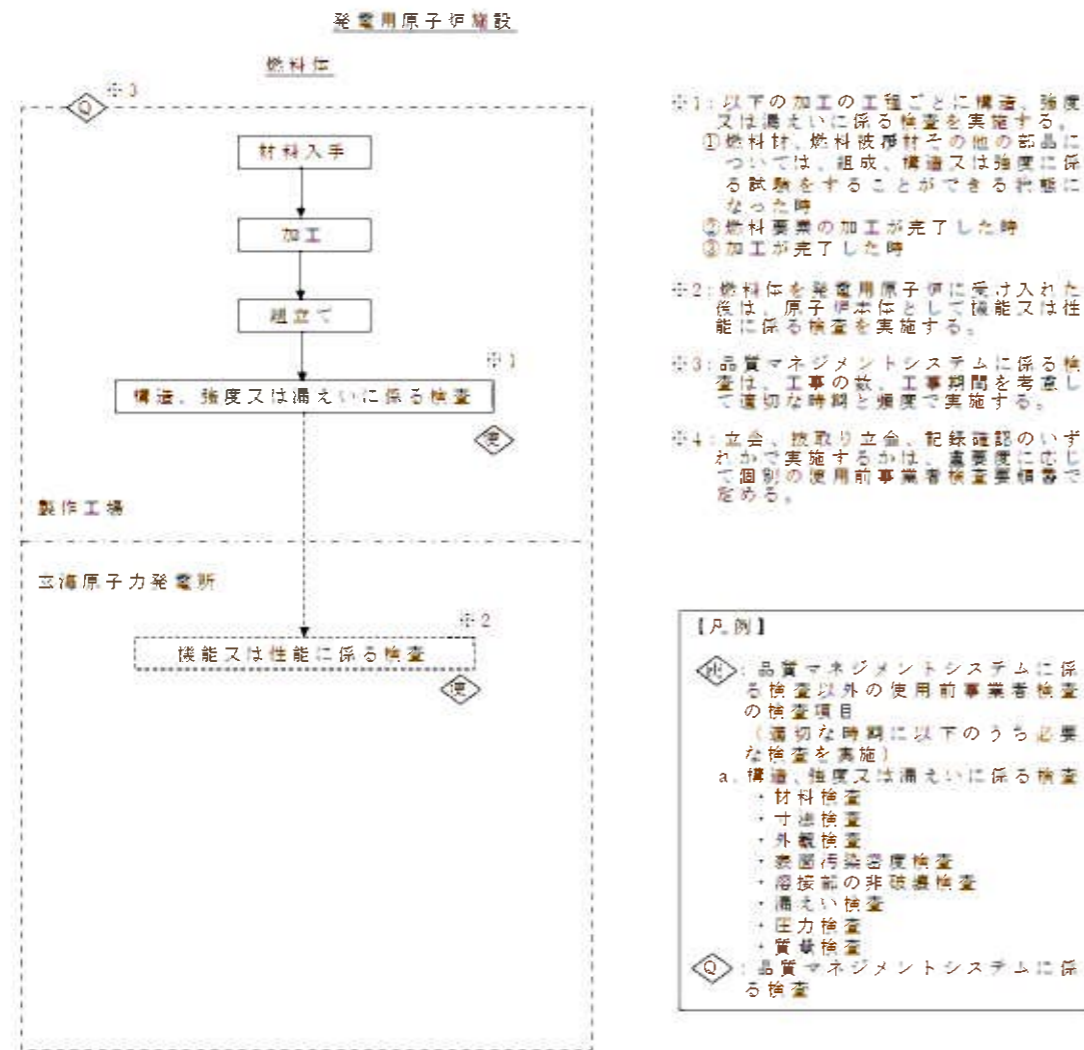 発電用原子炉施設
燃料体
Q
※3
材料入手
加工
組立て
※1
構造、強度又は漏えいに係る検査
使
製作工場
玄海原子力発電所
※2
機能又は性能に係る検査
使
※1:以下の加工の工程ごとに構造、強度
又は漏えいに係る検査を実施する。
①燃料材、燃料被覆材その他の部品に
ついては、組成、構造又は強度に係
る試験をすることができる状態に
なった時
②燃料要素の加工が完了した時
③加工が完了した時
※2:燃料体を発電用原子炉に受け入れた
後は、原子炉本体として機能又は性
能に係る検査を実施する。
※3:品質マネジメントシステムに係る検
査は、工事の数、工事期間を考慮し
て適切な時期と頻度で実施する。
※4:立会、抜取り立会、記録確認のいず
れかで実施するかは、重要度に応じ
て個別の使用前事業者検査要領書で
定める。
【凡例】
使:品質マネジメントシステムに係
る検査以外の使用前事業者検査
の検査項目
(適切な時期に以下のうち必要
な検査を実施)
a.構造、強度又は漏えいに係る検査
・材料検査
・寸法検査
・外観検査
・表面汚染密度検査
・溶接部の非破壊検査
・漏えい検査
・圧力検査
・質量検査
Q:品質マネジメントシステムに係
る検査